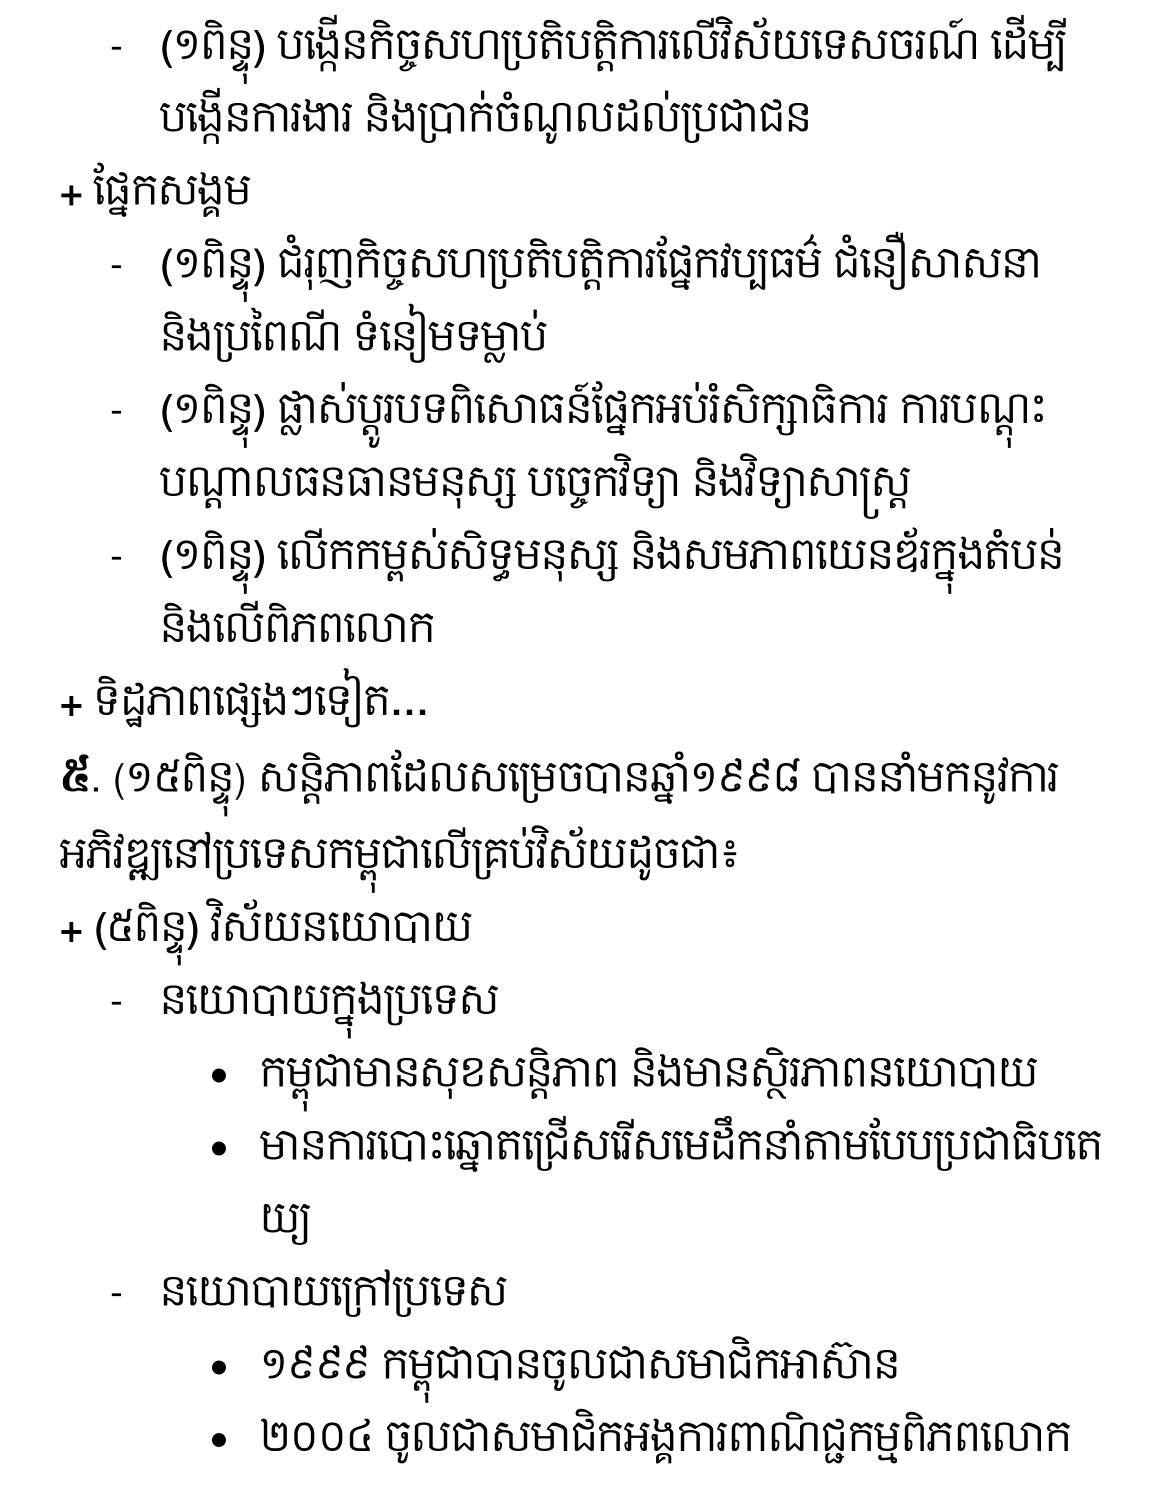 - (១ពិន្ទុ) បង្កើនកិច្ចសហប្រតិបត្តិការលើវិស័យទេសចរណ៍ ដើម្បី
បង្កើនការងារ និងប្រាក់ចំណូលដល់ប្រជាជន
+ ផ្នែកសង្គម
- (១ពិន្ទុ) ជំរុញកិច្ចសហប្រតិបត្តិការផ្នែកវប្បធម៌ ជំនឿសាសនា
និងប្រពៃណី ទំនៀមទម្លាប់
- (១ពិន្ទុ) ផ្លាស់ប្តូរបទពិសោធន៍ផ្នែកអប់រំសិក្សាធិការ ការបណ្តុះ
បណ្តាលធនធានមនុស្ស បច្ចេកវិទ្យា និងវិទ្យាសាស្ត្រ
- (១ពិន្ទុ) លើកកម្ពស់សិទ្ធមនុស្ស និងសមភាពយេនឌ័រក្នុងតំបន់
និងលើពិភពលោក
+ ទិដ្ឋភាពផ្សេងៗទៀត...
៥. (១៥ពិន្ទុ) សន្តិភាពដែលសម្រេចបានឆ្នាំ១៩៩៨ បាននាំមកនូវការ
អភិវឌ្ឍនៅប្រទេសកម្ពុជាលើគ្រប់វិស័យដូចជា៖
+ (៥ពិន្ទុ) វិស័យនយោបាយ
- នយោបាយក្នុងប្រទេស
• កម្ពុជាមានសុខសន្តិភាព និងមានស្ថិរភាពនយោបាយ
• មានការបោះឆ្នោតជ្រើសរើសមេដឹកនាំតាមបែបប្រជាធិបតេ
យ្យ
- នយោបាយក្រៅប្រទេស
• ១៩៩៩ កម្ពុជាបានចូលជាសមាជិកអាស៊ាន
• ២០០៤ ចូលជាសមាជិកអង្គការពាណិជ្ជកម្មពិភពលោក